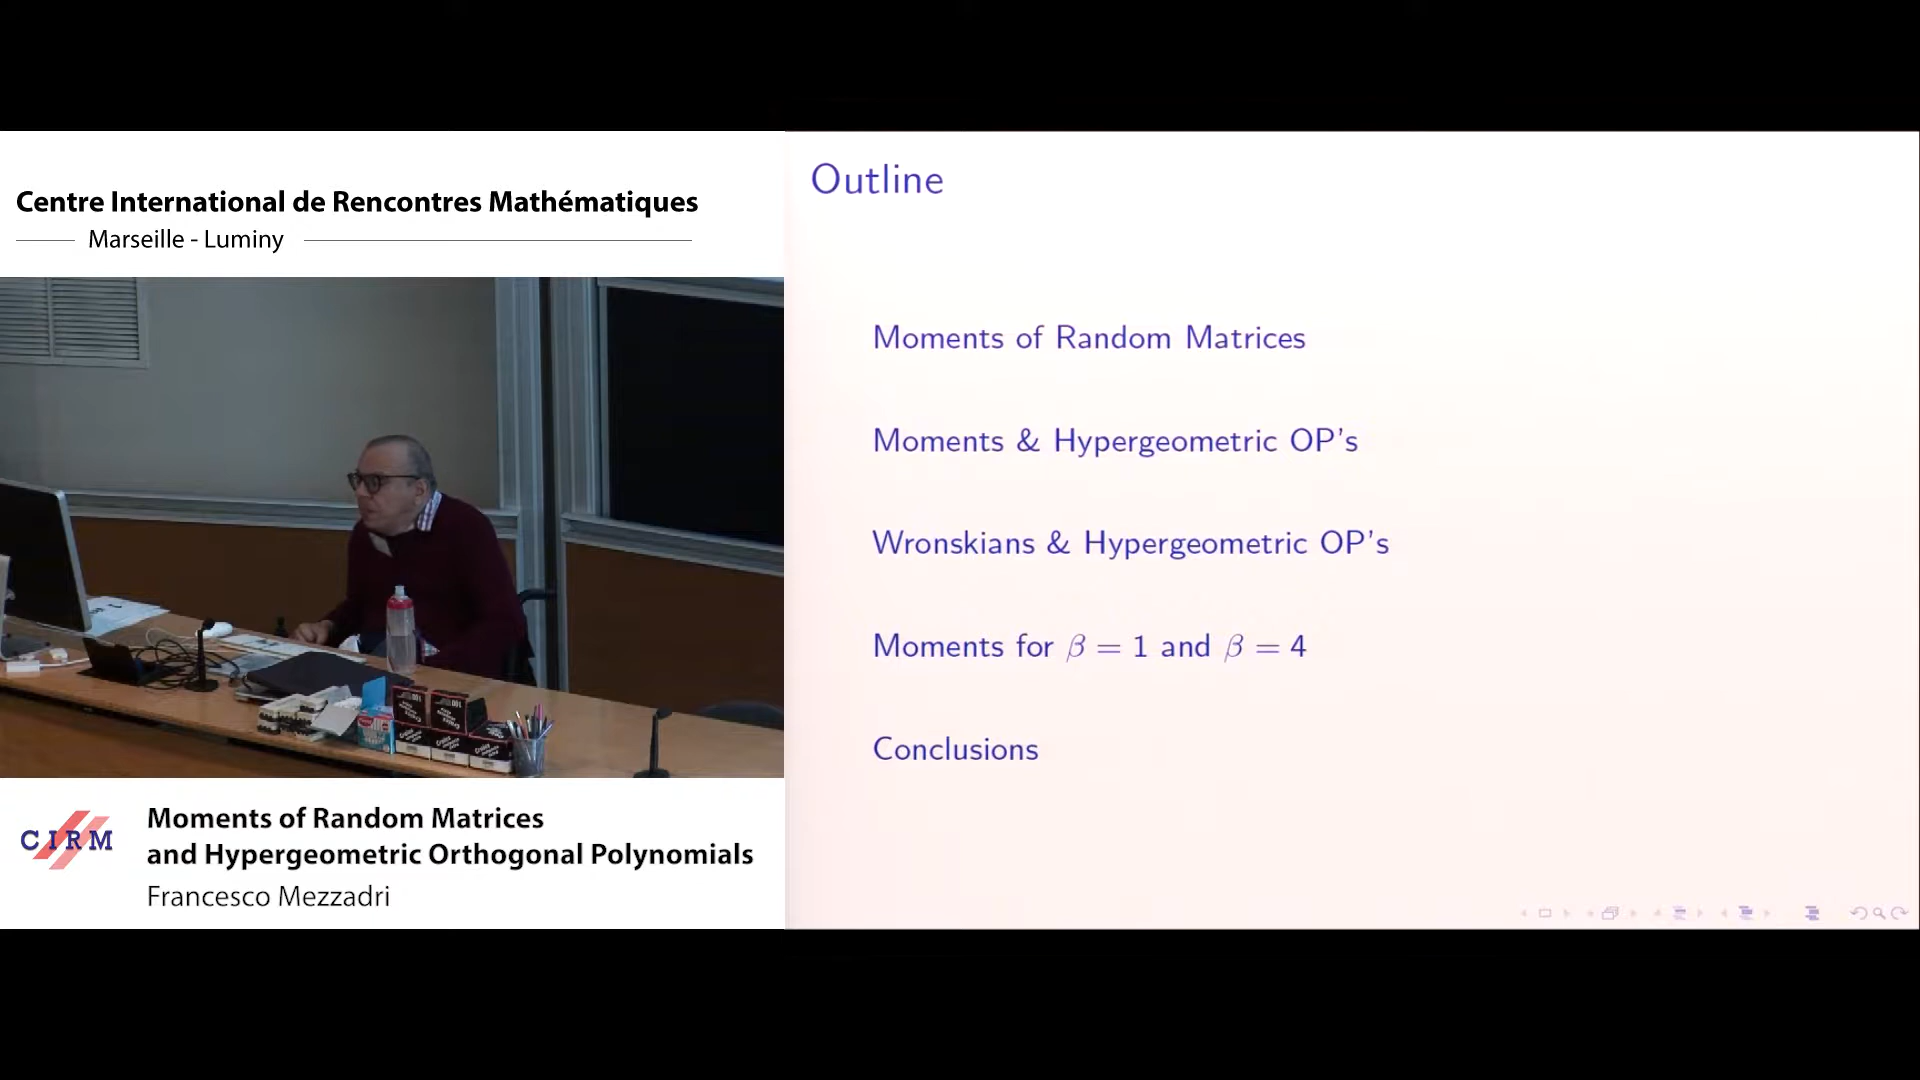 Centre International de Rencontres Mathématiques
Marseille - Luminy
CIRM
Moments of Random Matrices
and Hypergeometric Orthogonal Polynomials
Francesco Mezzadri
Outline
Moments of Random Matrices
Moments & Hypergeometric OP's
Wronskians & Hypergeometric OP's
Moments for β = 1 and β = 4
Conclusions